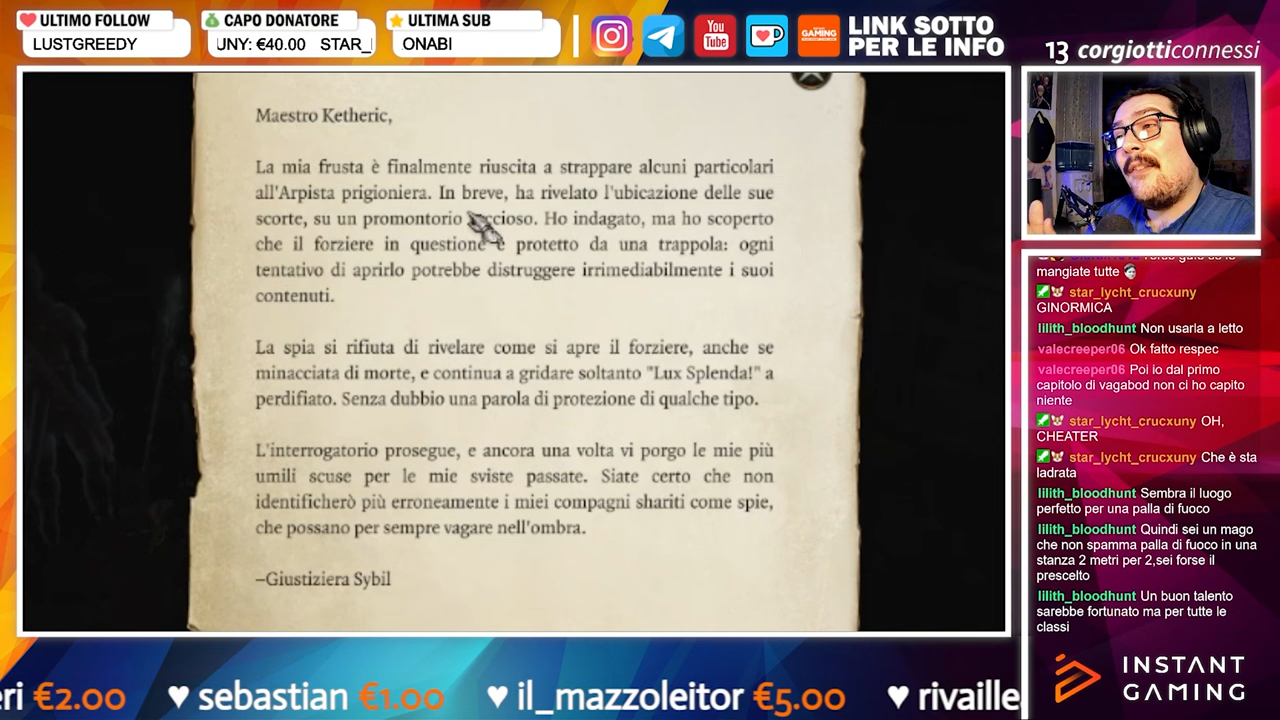 ULTIMO FOLLOW
LUSTGREEDY
CAPO DONATORE
UNY: €40.00 STAR_
ULTIMA SUB
ONABI
You
Tube
GAMING
LINK SOTTO
PER LE INFO
13 corgiotticonnessi
Maestro Ketheric,
La mia frusta è finalmente riuscita a strappare alcuni particolari
all'Arpista prigioniera. In breve, ha rivelato l'ubicazione delle sue
scorte, su un promontorio ccioso. Ho indagato, ma ho scoperto
che il forziere in questione è protetto da una trappola: ogni
tentativo di aprirlo potrebbe distruggere irrimediabilmente i suoi
contenuti.
La spia si rifiuta di rivelare come si apre il forziere, anche se
minacciata di morte, e continua a gridare soltanto "Lux Splenda!" a
perdifiato. Senza dubbio una parola di protezione di qualche tipo.
L'interrogatorio prosegue, e ancora una volta vi porgo le mie più
umili scuse per le mie sviste passate. Siate certo che non
identificherò più erroneamente i miei compagni shariti come spie,
che possano per sempre vagare nell'ombra.
–Giustiziera Sybil
mangiate tutte
star_lycht_crucxuny
GINORMICA
lilith_bloodhunt Non usarla a letto
valecreeper06 Ok fatto respec
valecreeper06 Poi io dal primo
capitolo di vagabod non ci ho capito
niente
star_lycht_crucxuny OH,
CHEATER
star_lycht_crucxuny Che è sta
ladrata
lilith_bloodhunt Sembra il luogo
perfetto per una palla di fuoco
lilith_bloodhunt Quindi sei un mago
che non spamma palla di fuoco in una
stanza 2 metri per 2,sei forse il
prescelto
lilith_bloodhunt Un buon talento
sarebbe fortunato ma per tutte le
classi
INSTANT
GAMING
eri €2.00 ♥ sebastian €1.00 ♥ il_mazzoleitor €5.00 ♥ rivaille